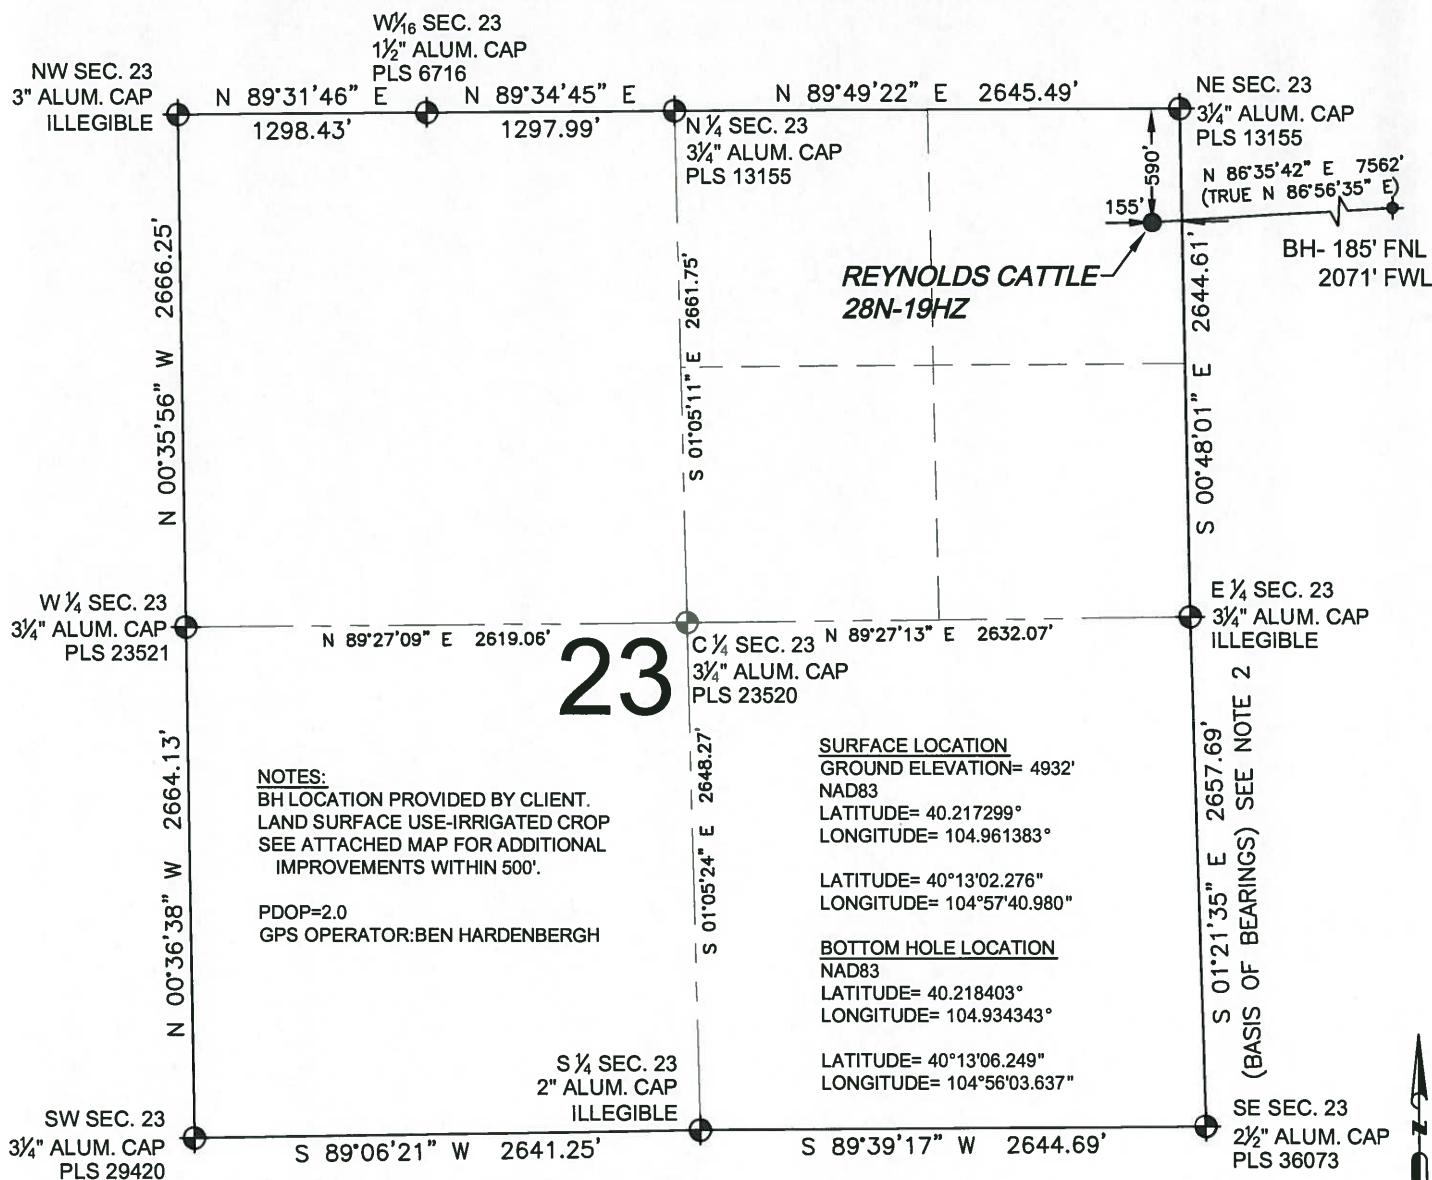 W 1/16 SEC. 23
1½" ALUM. CAP
PLS 6716
NW SEC. 23
3" ALUM. CAP
ILLEGIBLE
N 89°31'46" E
1298.43'
N 89°34'45" E
1297.99'
N 89°49'22" E 2645.49'
NE SEC. 23
3¼" ALUM. CAP
PLS 13155
N ¼ SEC. 23
3¼" ALUM. CAP
PLS 13155
590'
155'
N 86°35'42" E 7562'
(TRUE N 86°56'35" E)
BH- 185' FNL
2071' FWL
REYNOLDS CATTLE
28N-19HZ
N 00°35'56" W 2666.25'
S 01°05'11" E 2661.75'
S 00°48'01" E 2644.61'
W ¼ SEC. 23
3¼" ALUM. CAP
PLS 23521
N 89°27'09" E 2619.06'
23
C ¼ SEC. 23
3¼" ALUM. CAP
PLS 23520
N 89°27'13" E 2632.07'
E ¼ SEC. 23
3¼" ALUM. CAP
ILLEGIBLE
N 00°36'38" W 2664.13'
NOTES:
BH LOCATION PROVIDED BY CLIENT.
LAND SURFACE USE-IRRIGATED CROP
SEE ATTACHED MAP FOR ADDITIONAL
IMPROVEMENTS WITHIN 500'.
PDOP=2.0
GPS OPERATOR:BEN HARDENBERGH
S 01°05'24" E 2648.27'
SURFACE LOCATION
GROUND ELEVATION= 4932'
NAD83
LATITUDE= 40.217299°
LONGITUDE= 104.961383°
LATITUDE= 40°13'02.276"
LONGITUDE= 104°57'40.980"
BOTTOM HOLE LOCATION
NAD83
LATITUDE= 40.218403°
LONGITUDE= 104.934343°
LATITUDE= 40°13'06.249"
LONGITUDE= 104°56'03.637"
S 01°21'35" E 2657.69'
(BASIS OF BEARINGS) SEE NOTE 2
SW SEC. 23
3¼" ALUM. CAP
PLS 29420
S 89°06'21" W 2641.25'
S ¼ SEC. 23
2" ALUM. CAP
ILLEGIBLE
S 89°39'17" W 2644.69'
SE SEC. 23
2½" ALUM. CAP
PLS 36073
N